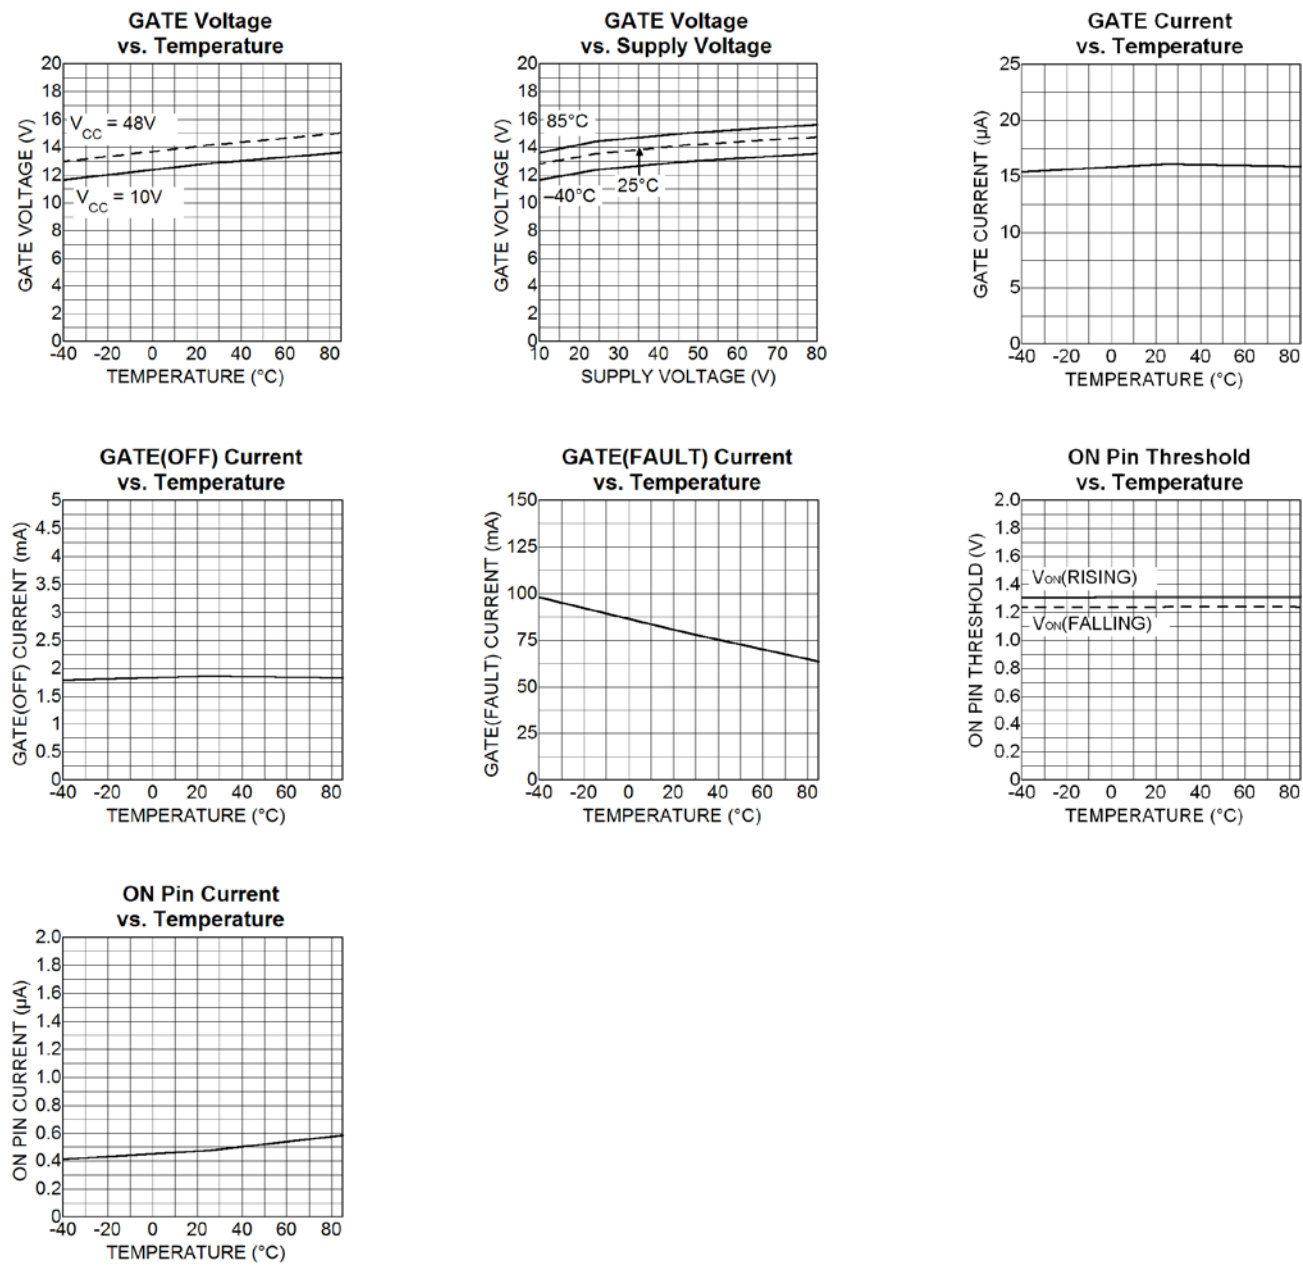 GATE Voltage
vs. Temperature
20
18
16
14
12
10
8
6
4
2
0
GATE VOLTAGE (V)
VCC = 48V
VCC = 10V
-40 -20 0 20 40 60 80
TEMPERATURE (°C)
GATE Voltage
vs. Supply Voltage
20
18
16
14
12
10
8
6
4
2
0
GATE VOLTAGE (V)
85°C
25°C
–40°C
10 20 30 40 50 60 70 80
SUPPLY VOLTAGE (V)
GATE Current
vs. Temperature
25
20
15
10
5
0
GATE CURRENT (µA)
-40 -20 0 20 40 60 80
TEMPERATURE (°C)
GATE(OFF) Current
vs. Temperature
5
4.5
4
3.5
3
2.5
2
1.5
1
0.5
0
GATE(OFF) CURRENT (mA)
-40 -20 0 20 40 60 80
TEMPERATURE (°C)
GATE(FAULT) Current
vs. Temperature
150
125
100
75
50
25
0
GATE(FAULT) CURRENT (mA)
-40 -20 0 20 40 60 80
TEMPERATURE (°C)
ON Pin Threshold
vs. Temperature
2.0
1.8
1.6
1.4
1.2
1.0
0.8
0.6
0.4
0.2
0
ON PIN THRESHOLD (V)
VON(RISING)
VON(FALLING)
-40 -20 0 20 40 60 80
TEMPERATURE (°C)
ON Pin Current
vs. Temperature
2.0
1.8
1.6
1.4
1.2
1.0
0.8
0.6
0.4
0.2
0
ON PIN CURRENT (µA)
-40 -20 0 20 40 60 80
TEMPERATURE (°C)